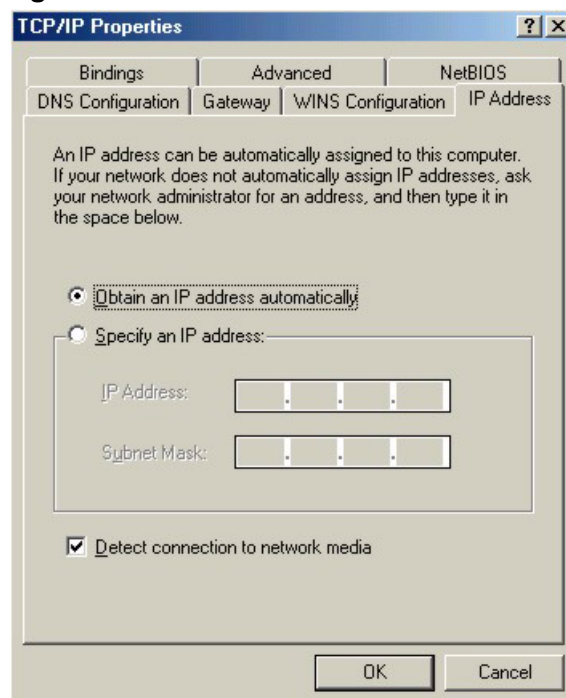 TCP/IP Properties
? ×
Bindings Advanced NetBIOS
DNS Configuration Gateway WINS Configuration IP Address
An IP address can be automatically assigned to this computer.
If your network does not automatically assign IP addresses, ask
your network administrator for an address, and then type it in
the space below.
Obtain an IP address automatically
Specify an IP address:
IP Address:
. . .
Subnet Mask:
. . .
Detect connection to network media
OK Cancel